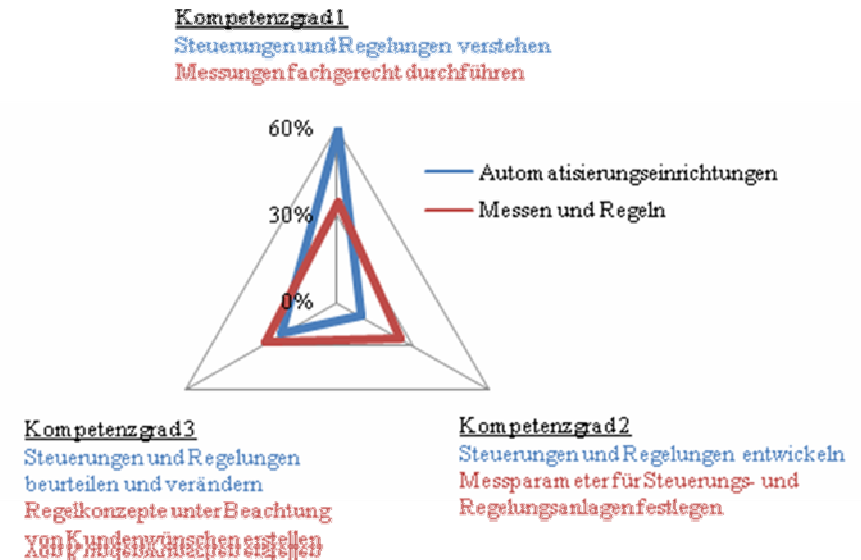 Kompetenzgrad 1
Steuerungen und Regelungen verstehen
Messungen fachgerecht durchführen
60%
30%
0%
Automatisierungseinrichtungen
Messen und Regeln
Kompetenzgrad 3
Steuerungen und Regelungen
beurteilen und verändern
Regelkonzepte unter Beachtung
von Kundenwünschen erstellen
Kompetenzgrad 2
Steuerungen und Regelungen entwickeln
Messparameter für Steuerungs- und
Regelungsanlagen festlegen